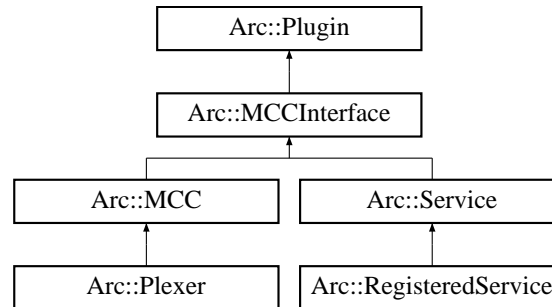 Arc::Plugin
Arc::MCCInterface
Arc::MCC
Arc::Service
Arc::Plexer
Arc::RegisteredService